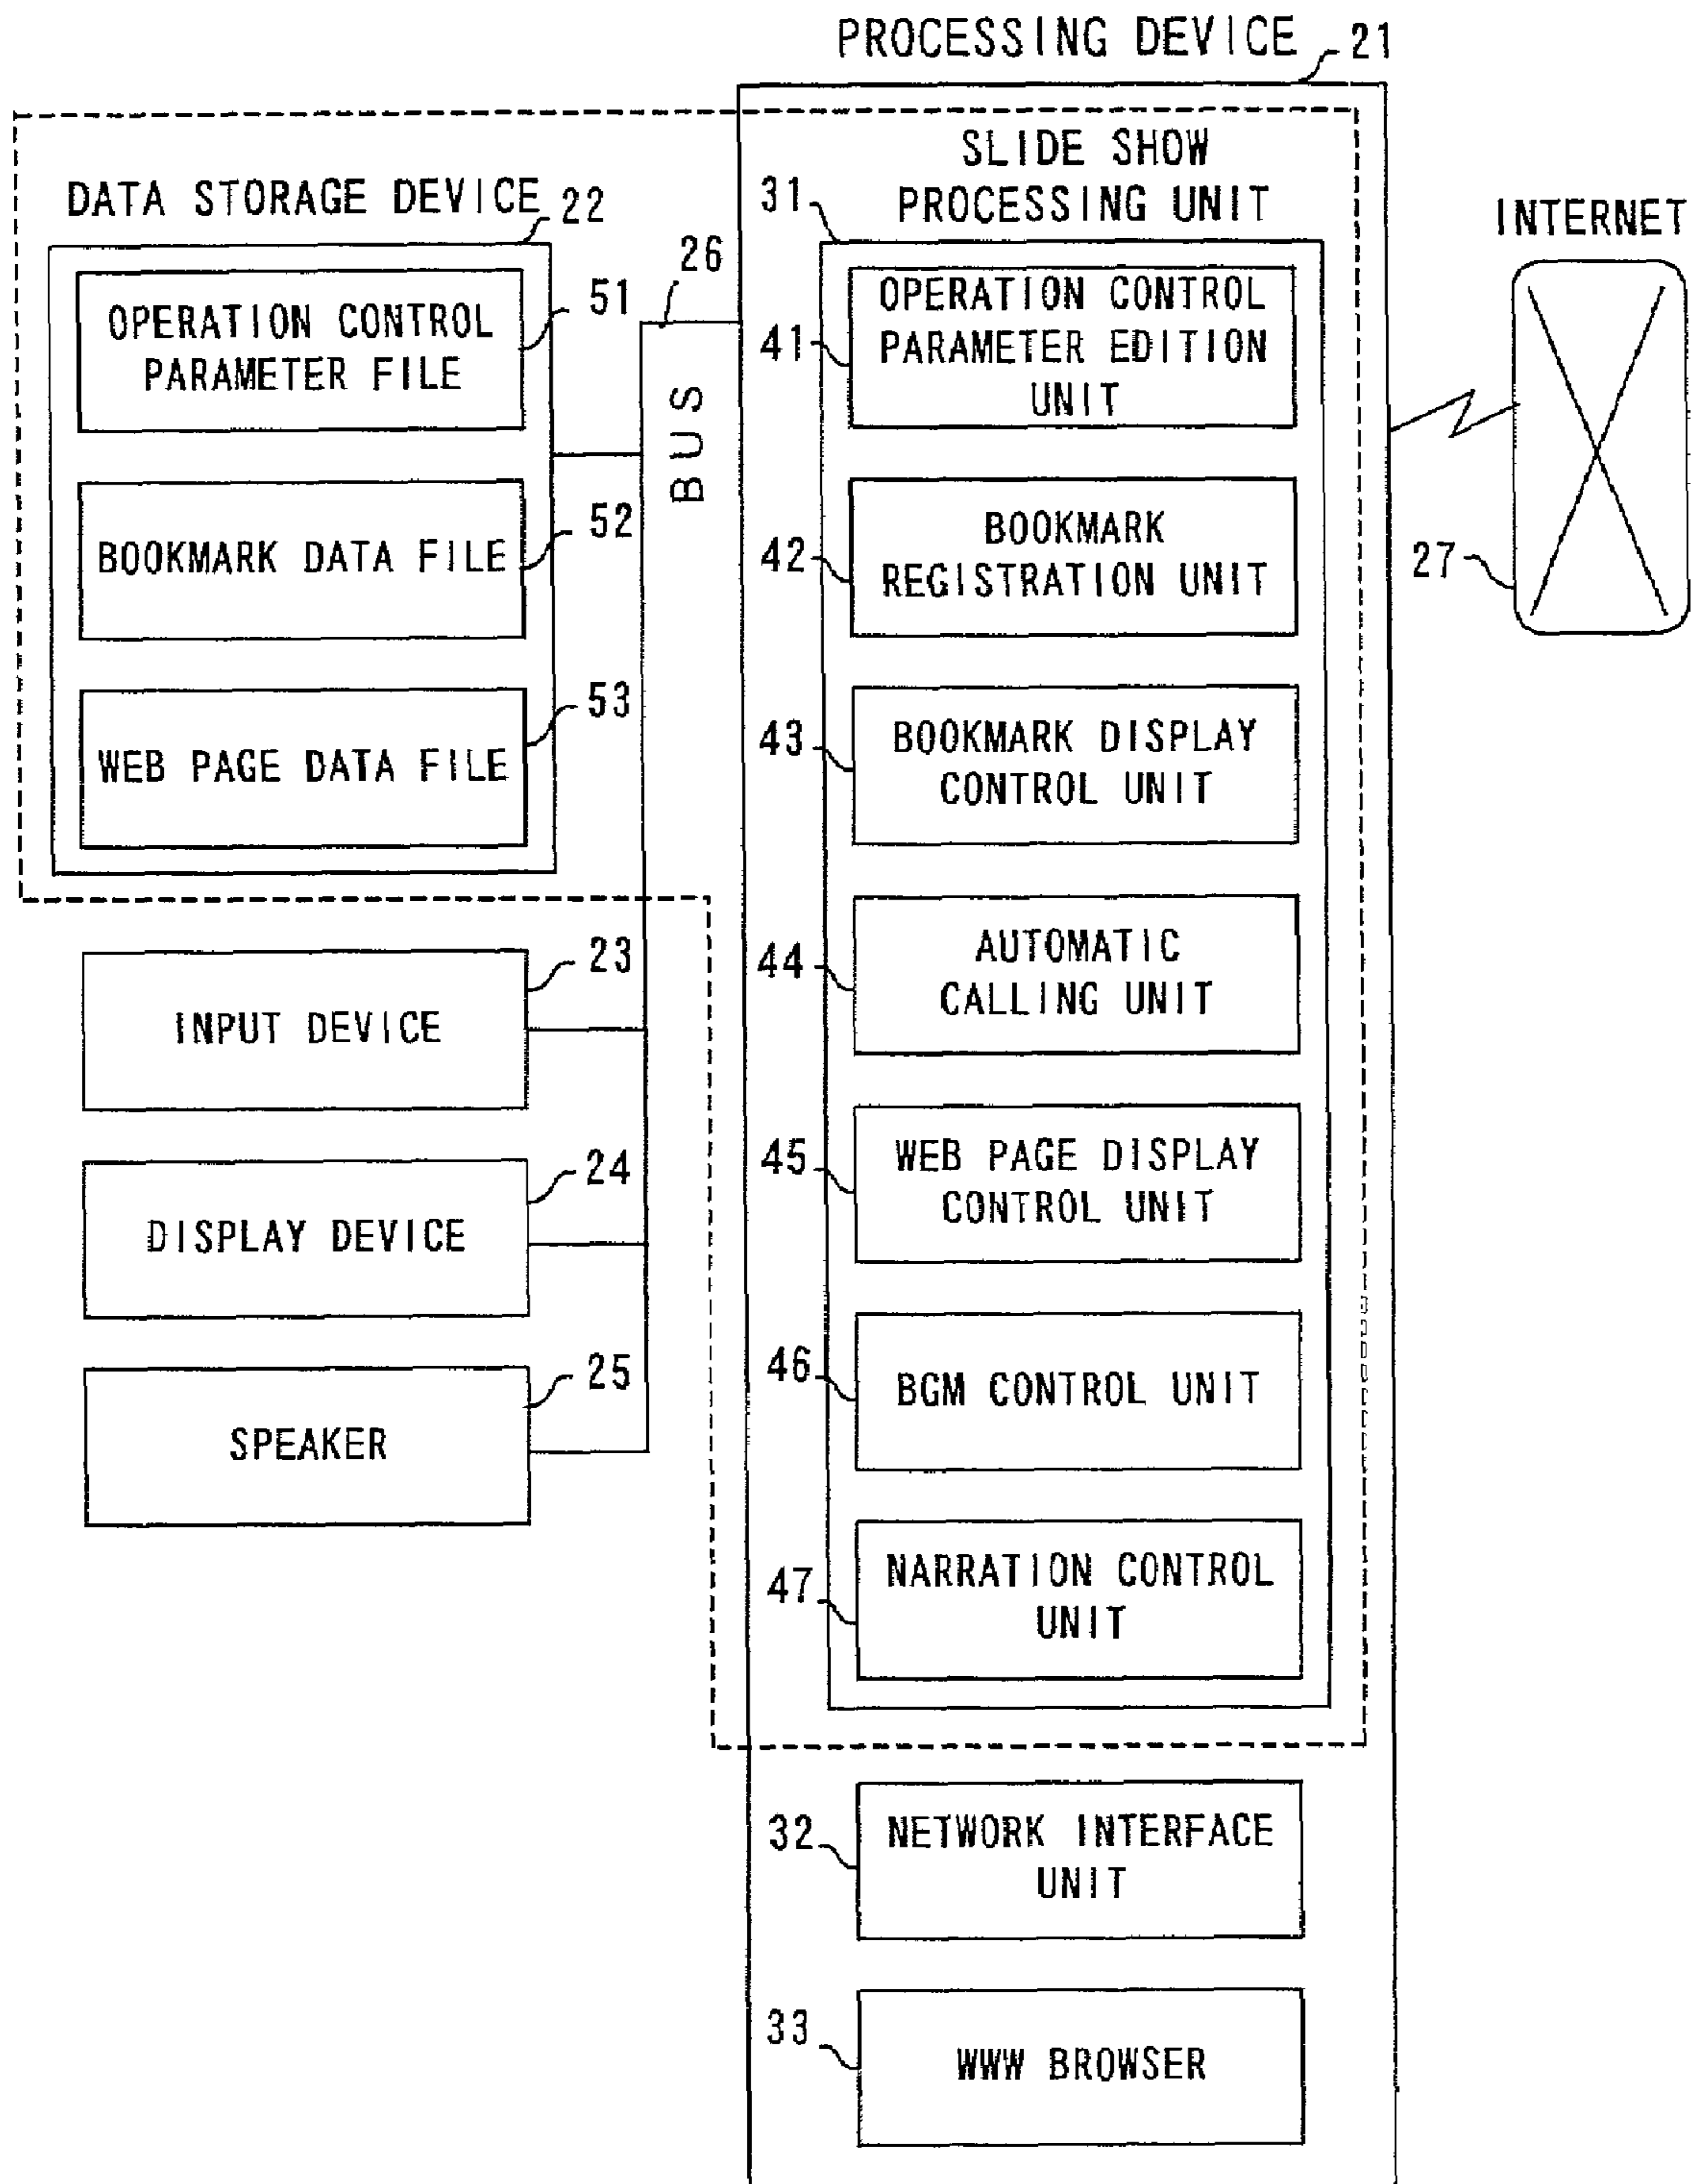 PROCESSING DEVICE 21
SLIDE SHOW
PROCESSING UNIT
31
DATA STORAGE DEVICE 22
OPERATION CONTROL
PARAMETER FILE
51
BOOKMARK DATA FILE
52
WEB PAGE DATA FILE
53
26
BUS
INPUT DEVICE
23
DISPLAY DEVICE
24
SPEAKER
25
41
OPERATION CONTROL
PARAMETER EDITION
UNIT
42
BOOKMARK
REGISTRATION UNIT
43
BOOKMARK DISPLAY
CONTROL UNIT
44
AUTOMATIC
CALLING UNIT
45
WEB PAGE DISPLAY
CONTROL UNIT
46
BGM CONTROL UNIT
47
NARRATION CONTROL
UNIT
32
NETWORK INTERFACE
UNIT
33
WWW BROWSER
INTERNET
27